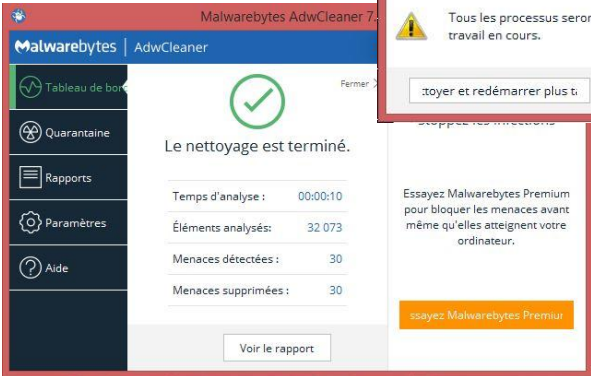 Malwarebytes AdwCleaner 7.
Tous les processus seron
travail en cours.
:toyer et redémarrer plus ta
Malwarebytes | AdwCleaner
Tableau de bor
Quarantaine
Rapports
Paramètres
Aide
Fermer
Le nettoyage est terminé.
Temps d'analyse : 00:00:10
Éléments analysés: 32 073
Menaces détectées : 30
Menaces supprimées : 30
Voir le rapport
Stoppez les infections
Essayez Malwarebytes Premium
pour bloquer les menaces avant
même qu'elles atteignent votre
ordinateur.
ssayez Malwarebytes Premiur